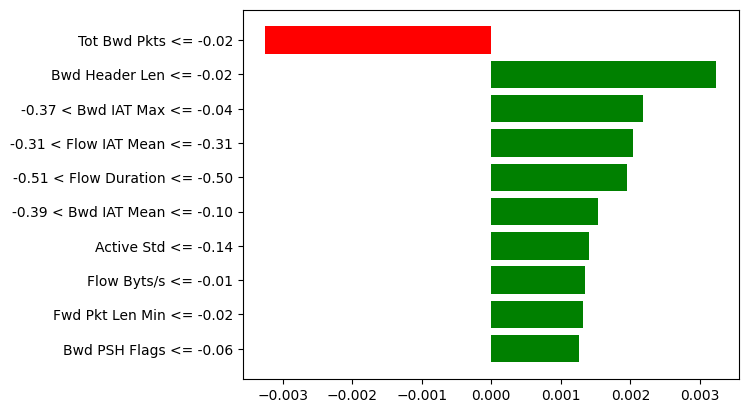 Tot Bwd Pkts <= -0.02
Bwd Header Len <= -0.02
-0.37 < Bwd IAT Max <= -0.04
-0.31 < Flow IAT Mean <= -0.31
-0.51 < Flow Duration <= -0.50
-0.39 < Bwd IAT Mean <= -0.10
Active Std <= -0.14
Flow Byts/s <= -0.01
Fwd Pkt Len Min <= -0.02
Bwd PSH Flags <= -0.06
−0.003 −0.002 −0.001 0.000 0.001 0.002 0.003